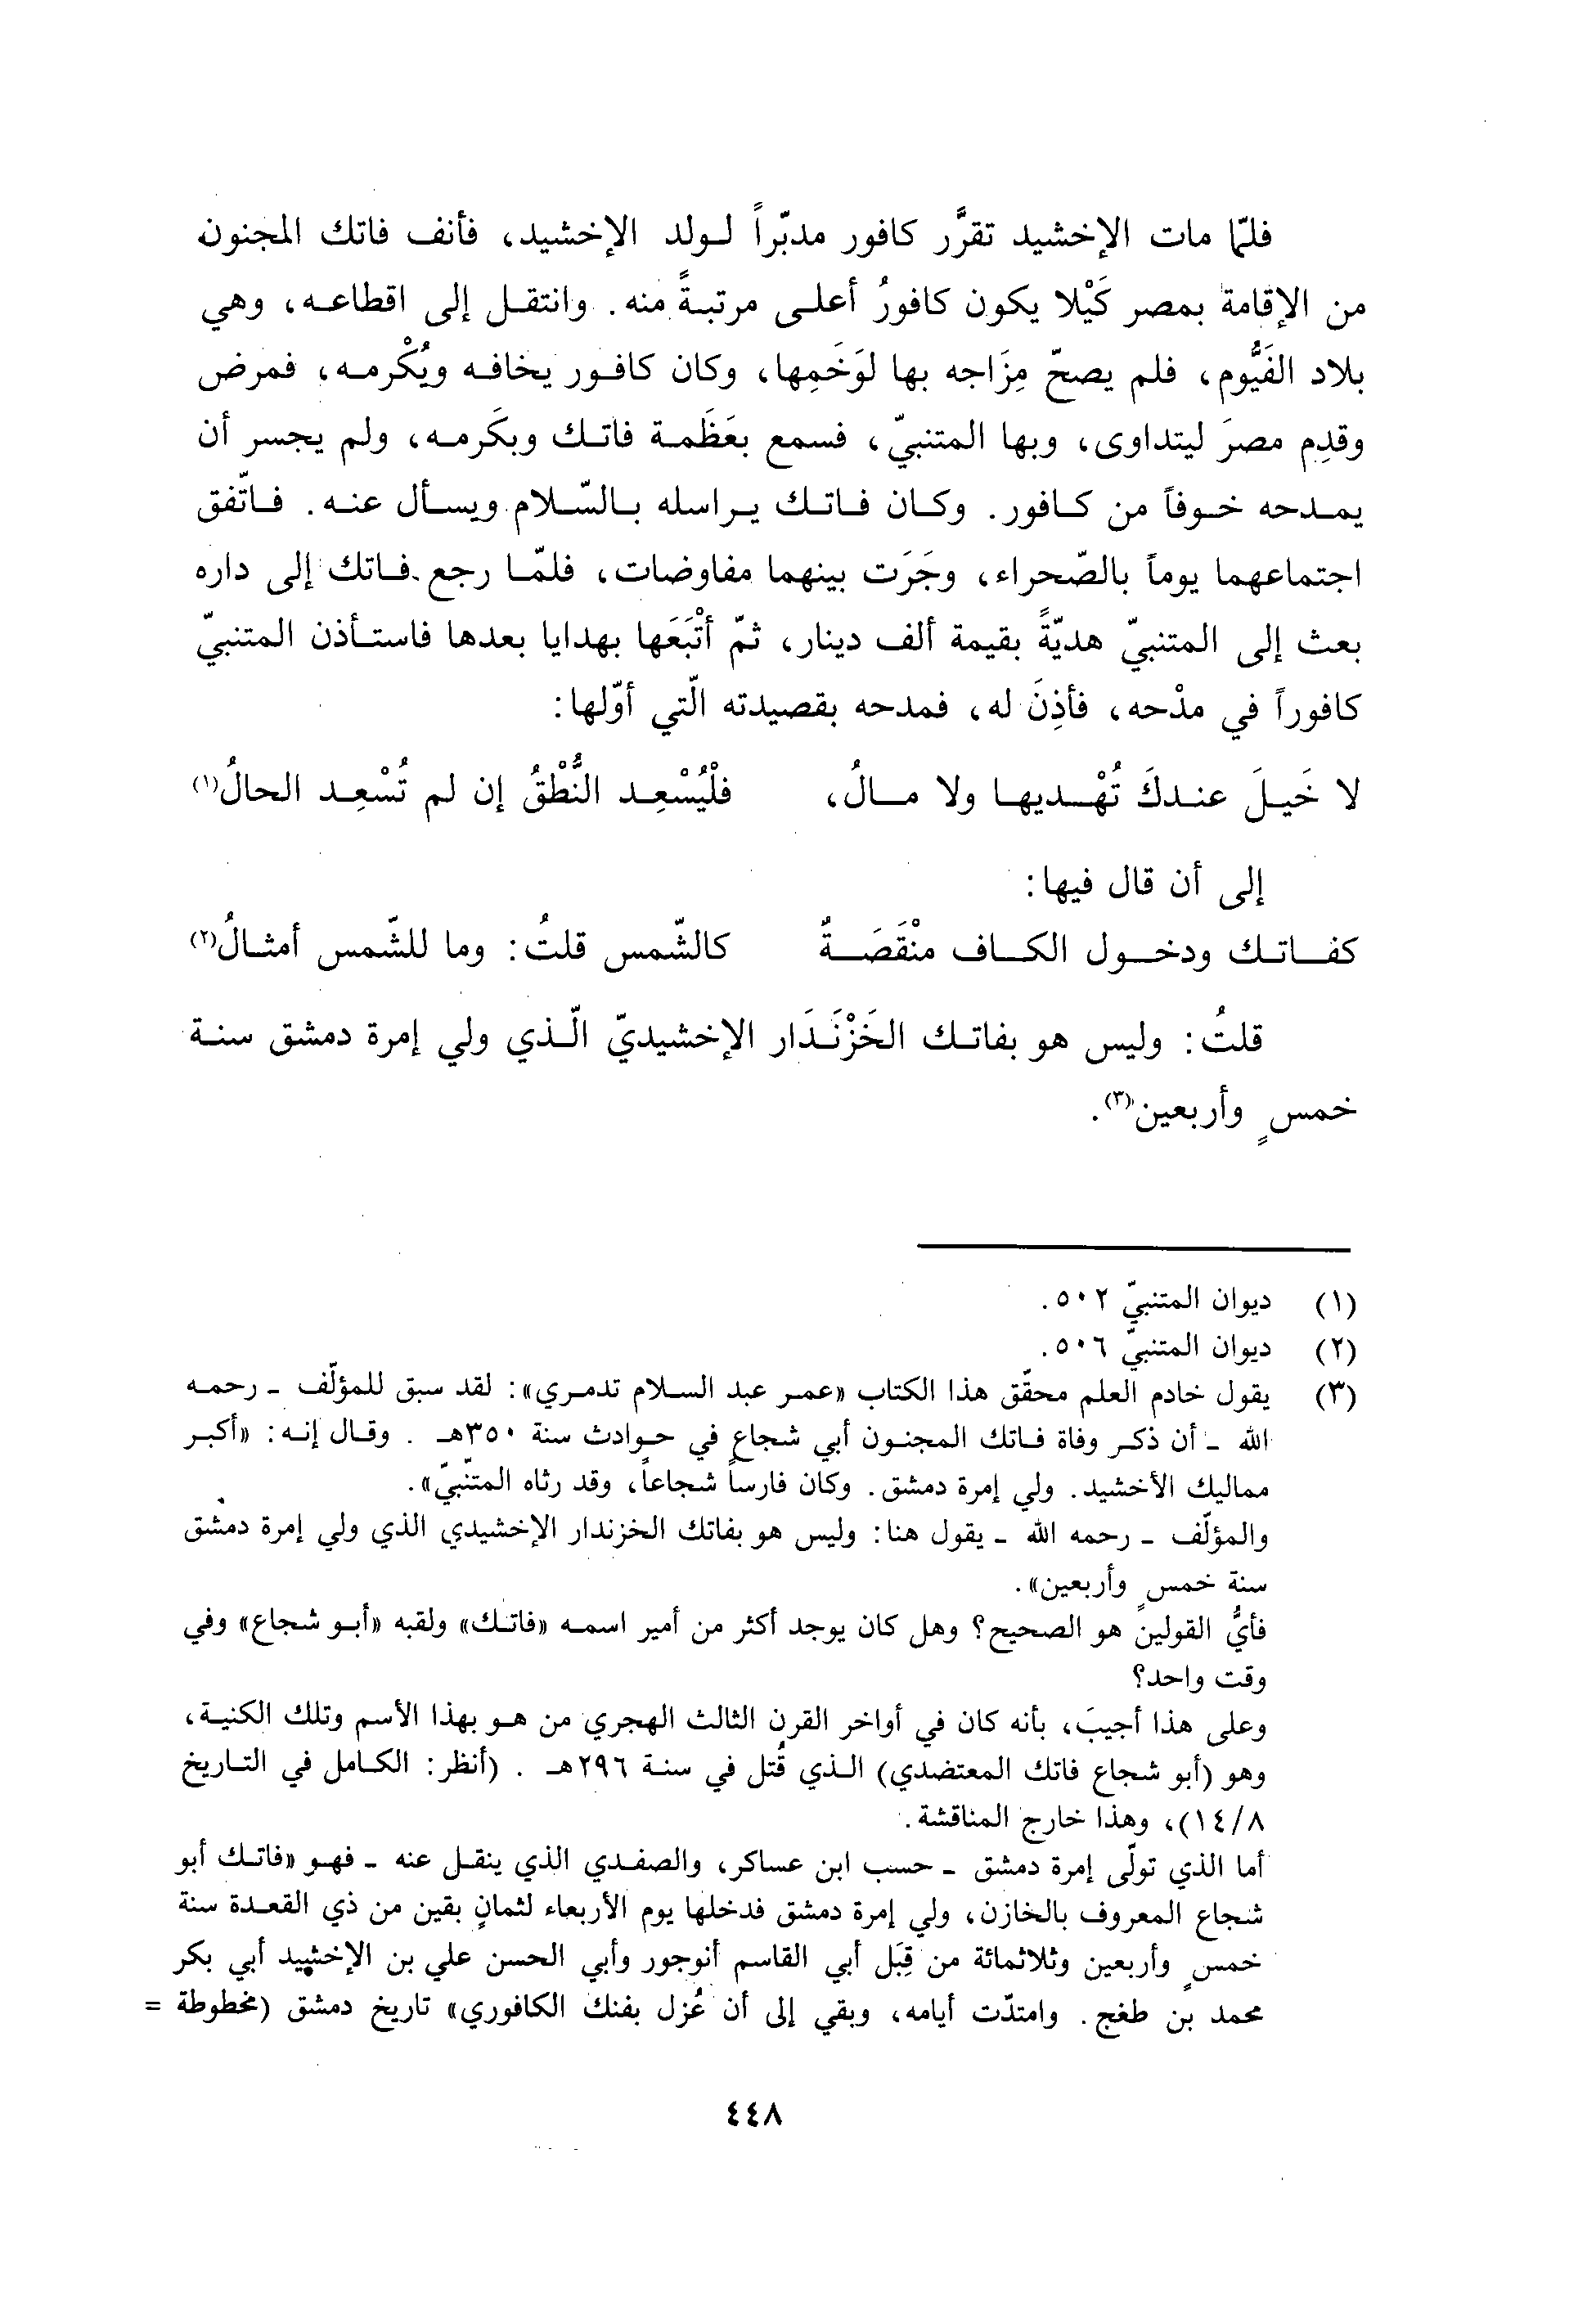 فلمّا مات الإخشيد تقرَّر كافور مدبّراً لولد الإخشيد، فأنف فاتك المجنون
من الإقامة بمصر كَيْلا يكون كافورُ أعلى مرتبةً منه. وانتقل إلى اقطاعه، وهي
بلاد الفَيُّوم، فلم يصحّ مِزَاجه بها لوَخَمِها، وكان كافور يخافه ويُكْرمه، فمرض
وقدِم مصرَ ليتداوى، وبها المتنبيّ، فسمع بعَظَمة فاتك وبكَرمه، ولم يجسر أن
يمدحه خوفاً من كافور. وكان فاتك يراسله بالسّلام ويسأل عنه. فاتّفق
اجتماعهما يوماً بالصّحراء، وجَرَت بينهما مفاوضات، فلمّا رجع فاتك إلى داره
بعث إلى المتنبيّ هديّةً بقيمة ألف دينار، ثمّ أتْبَعَها بهدايا بعدها فاستأذن المتنبيّ
كافوراً في مدْحه، فأذِنَ له، فمدحه بقصيدته الّتي أوّلها:
لا خَيلَ عندكَ تُهْديها ولا مالُ، فلْيُسْعِد النُّطْقُ إن لم تُسْعِد الحالُ(١)
إلى أن قال فيها:
كفاتك ودخول الكاف منْقَصَةٌ كالشّمس قلتُ: وما للشّمس أمثالُ(٢)
قلتُ: وليس هو بفاتك الخَزْنَدَار الإخشيديّ الّذي ولي إمرة دمشق سنة
خمسٍ وأربعين(٣).
(١) ديوان المتنبيّ ٥٠٢.
(٢) ديوان المتنبيّ ٥٠٦.
(٣) يقول خادم العلم محقّق هذا الكتاب «عمر عبد السلام تدمري»: لقد سبق للمؤلّف - رحمه
الله - أن ذكر وفاة فاتك المجنون أبي شجاع في حوادث سنة ٣٥٠هـ. وقال إنه: «أكبر
مماليك الأخشيد. ولي إمرة دمشق. وكان فارساً شجاعاً، وقد رثاه المتنّبيّ».
والمؤلّف - رحمه الله - يقول هنا: وليس هو بفاتك الخزندار الإخشيدي الذي ولي إمرة دمشق
سنة خمسٍ وأربعين».
فأيُّ القولين هو الصحيح؟ وهل كان يوجد أكثر من أمير اسمه «فاتك» ولقبه «أبو شجاع» وفي
وقت واحد؟
وعلى هذا أجيبَ، بأنه كان في أواخر القرن الثالث الهجري من هو بهذا الأسم وتلك الكنية،
وهو (أبو شجاع فاتك المعتضدي) الذي قُتل في سنة ٢٩٦هـ. (أنظر: الكامل في التاريخ
١٤/٨)، وهذا خارج المناقشة.
أما الذي تولّى إمرة دمشق - حسب ابن عساكر، والصفدي الذي ينقل عنه - فهو «فاتك أبو
شجاع المعروف بالخازن، ولي إمرة دمشق فدخلها يوم الأربعاء لثمانٍ بقين من ذي القعدة سنة
خمسٍ وأربعين وثلاثمائة من قِبَل أبي القاسم أنوجور وأبي الحسن علي بن الإخشيد أبي بكر
محمد بن طغج. وامتدّت أيامه، وبقي إلى أن عُزل بفنك الكافوري» تاريخ دمشق (مخطوطة =
٤٤٨